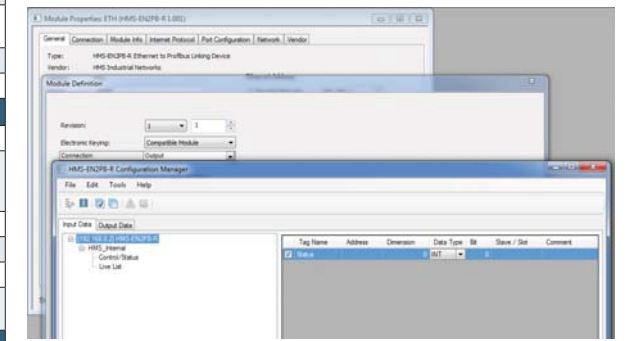 Module Properties: ETH (HMS-EN2PB-R 1.001)
General Connection Module Info Internet Protocol Port Configuration Network Vendor
Type: HMS-EN2PB-R Ethernet to Profibus Linking Device
Vendor: HMS Industrial Networks
Module Definition
Revision: 1 1
Electronic Keying: Compatible Module
Connection Output
HMS-EN2PB-R Configuration Manager
File Edit Tools Help
Input Data Output Data
HMS-EN2PB-R
HMS_Internal
Control/Status
Live List
Tag Name Address Dimension Data Type Bit Slave / Slot Comment
Status 0 INT 0